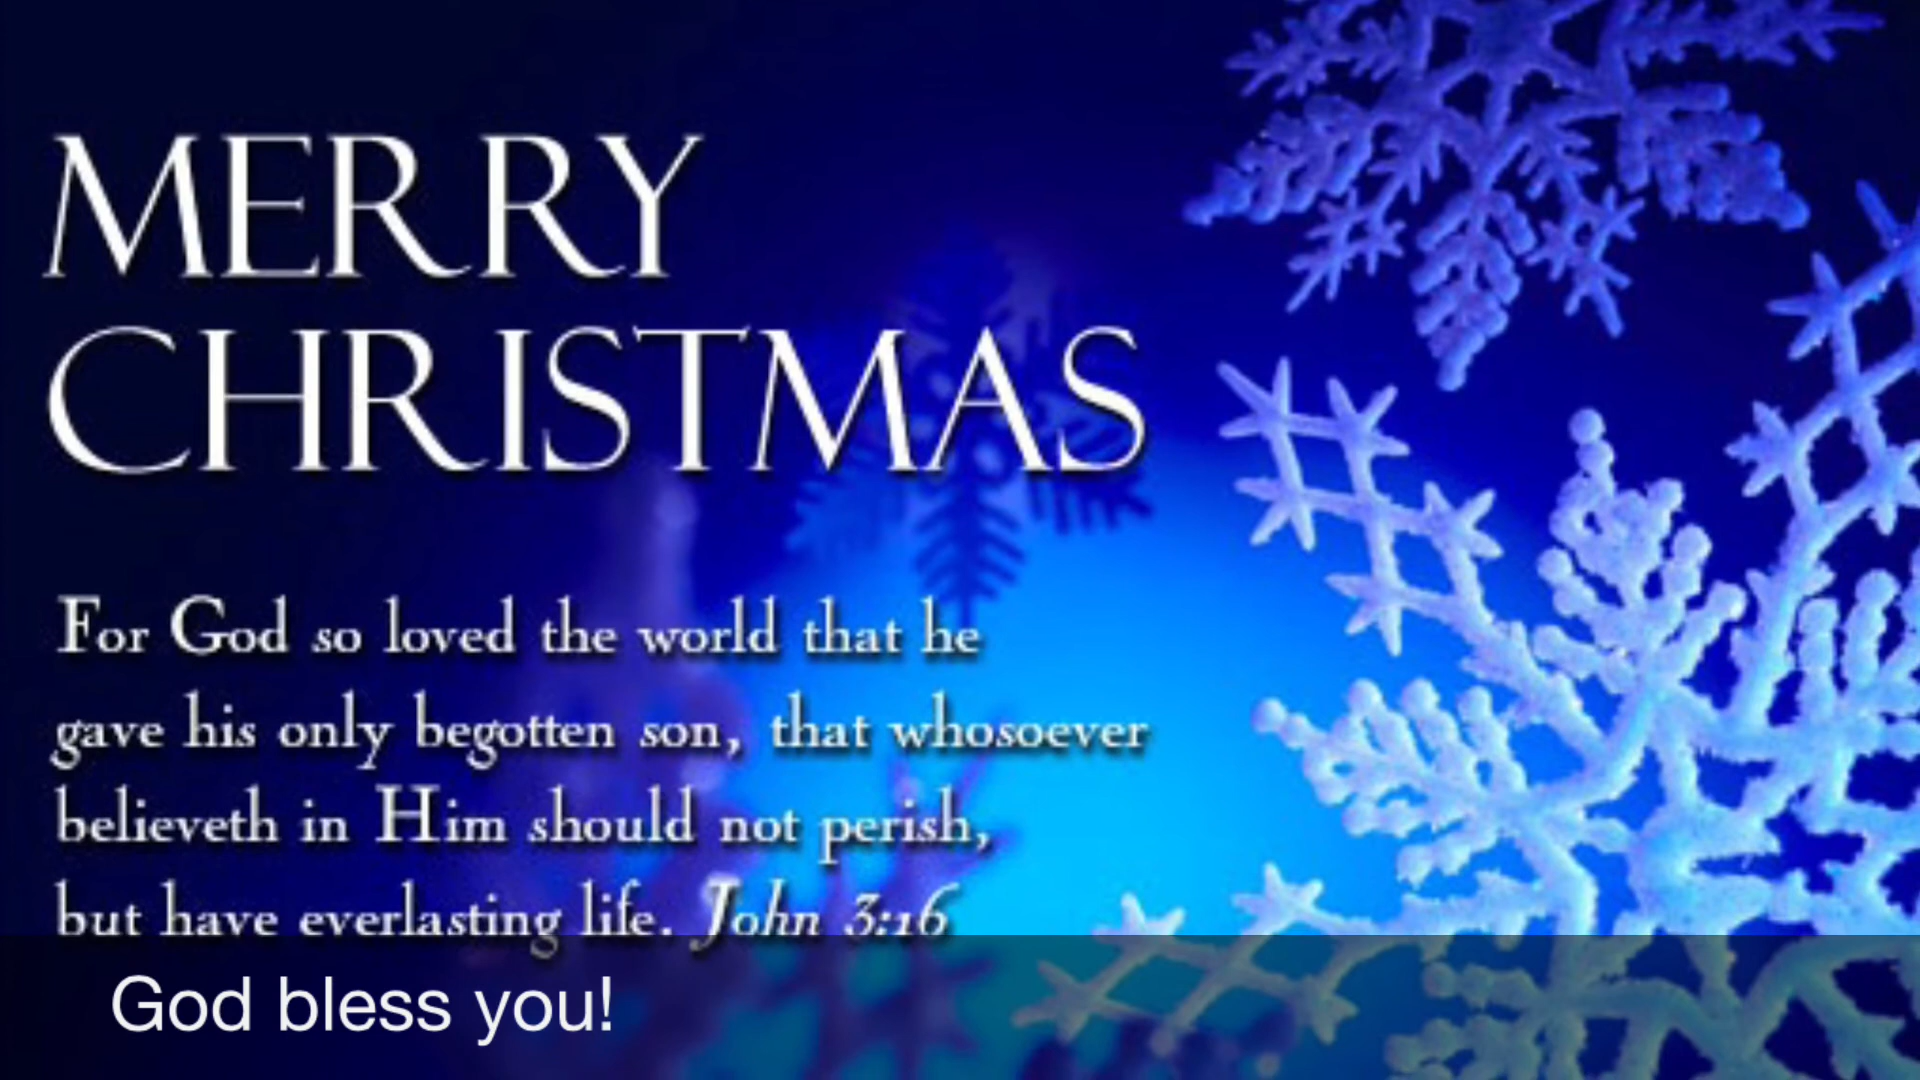 MERRY
CHRISTMAS
For God so loved the world that he
gave his only begotten son, that whosoever
believeth in Him should not perish,
but have everlasting life. John 3:16
God bless you!